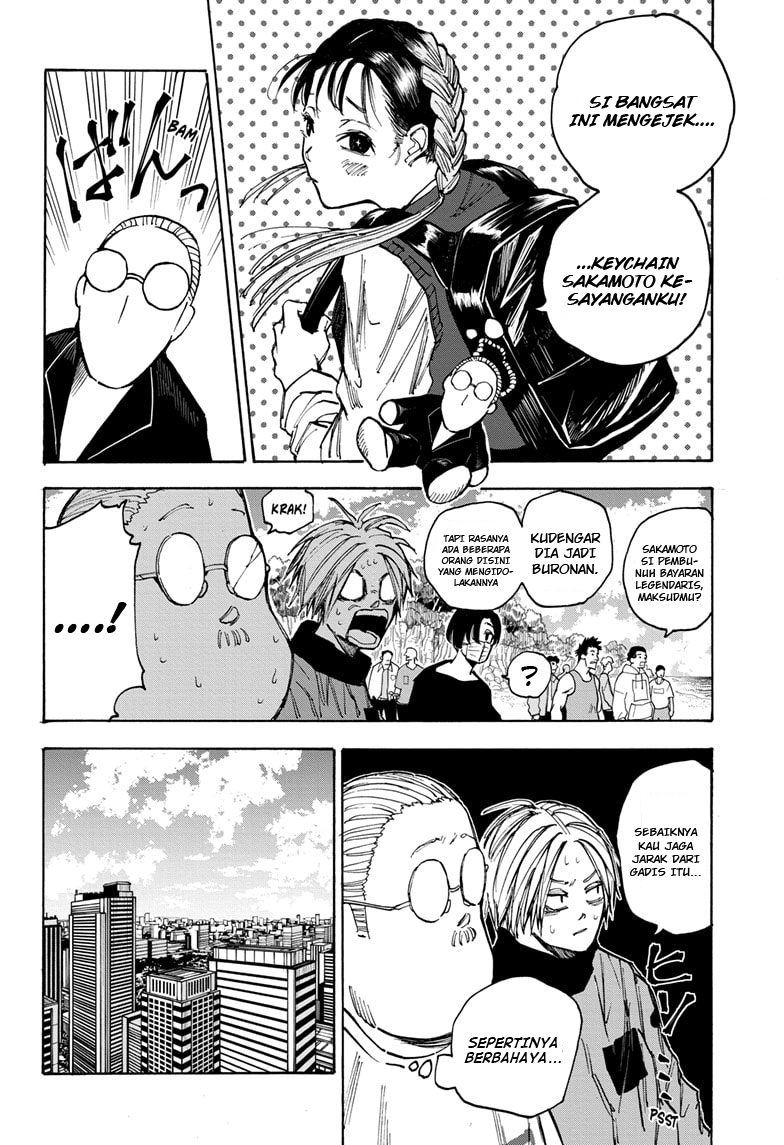 SI BANGSAT
INI MENGEJEK....
...KEYCHAIN
SAKAMOTO KE-
SAYANGANKU!
ばんっ
BAM
SAKAMOTO
SI PEMBU-
NUH BAYARAN
LEGENDARIS,
MAKSUDMU?
KUDENGAR
DIA JADI
BURONAN.
TAPI RASANYA
ADA BEBERAPA
ORANG DISINI
YANG MENGIDO-
LAKANNYA
?
KRAK!
.....!
SEBAIKNYA
KAU JAGA
JARAK DARI
GADIS ITU...
ヒソ……
PSST
SEPERTINYA
BERBAHAYA...